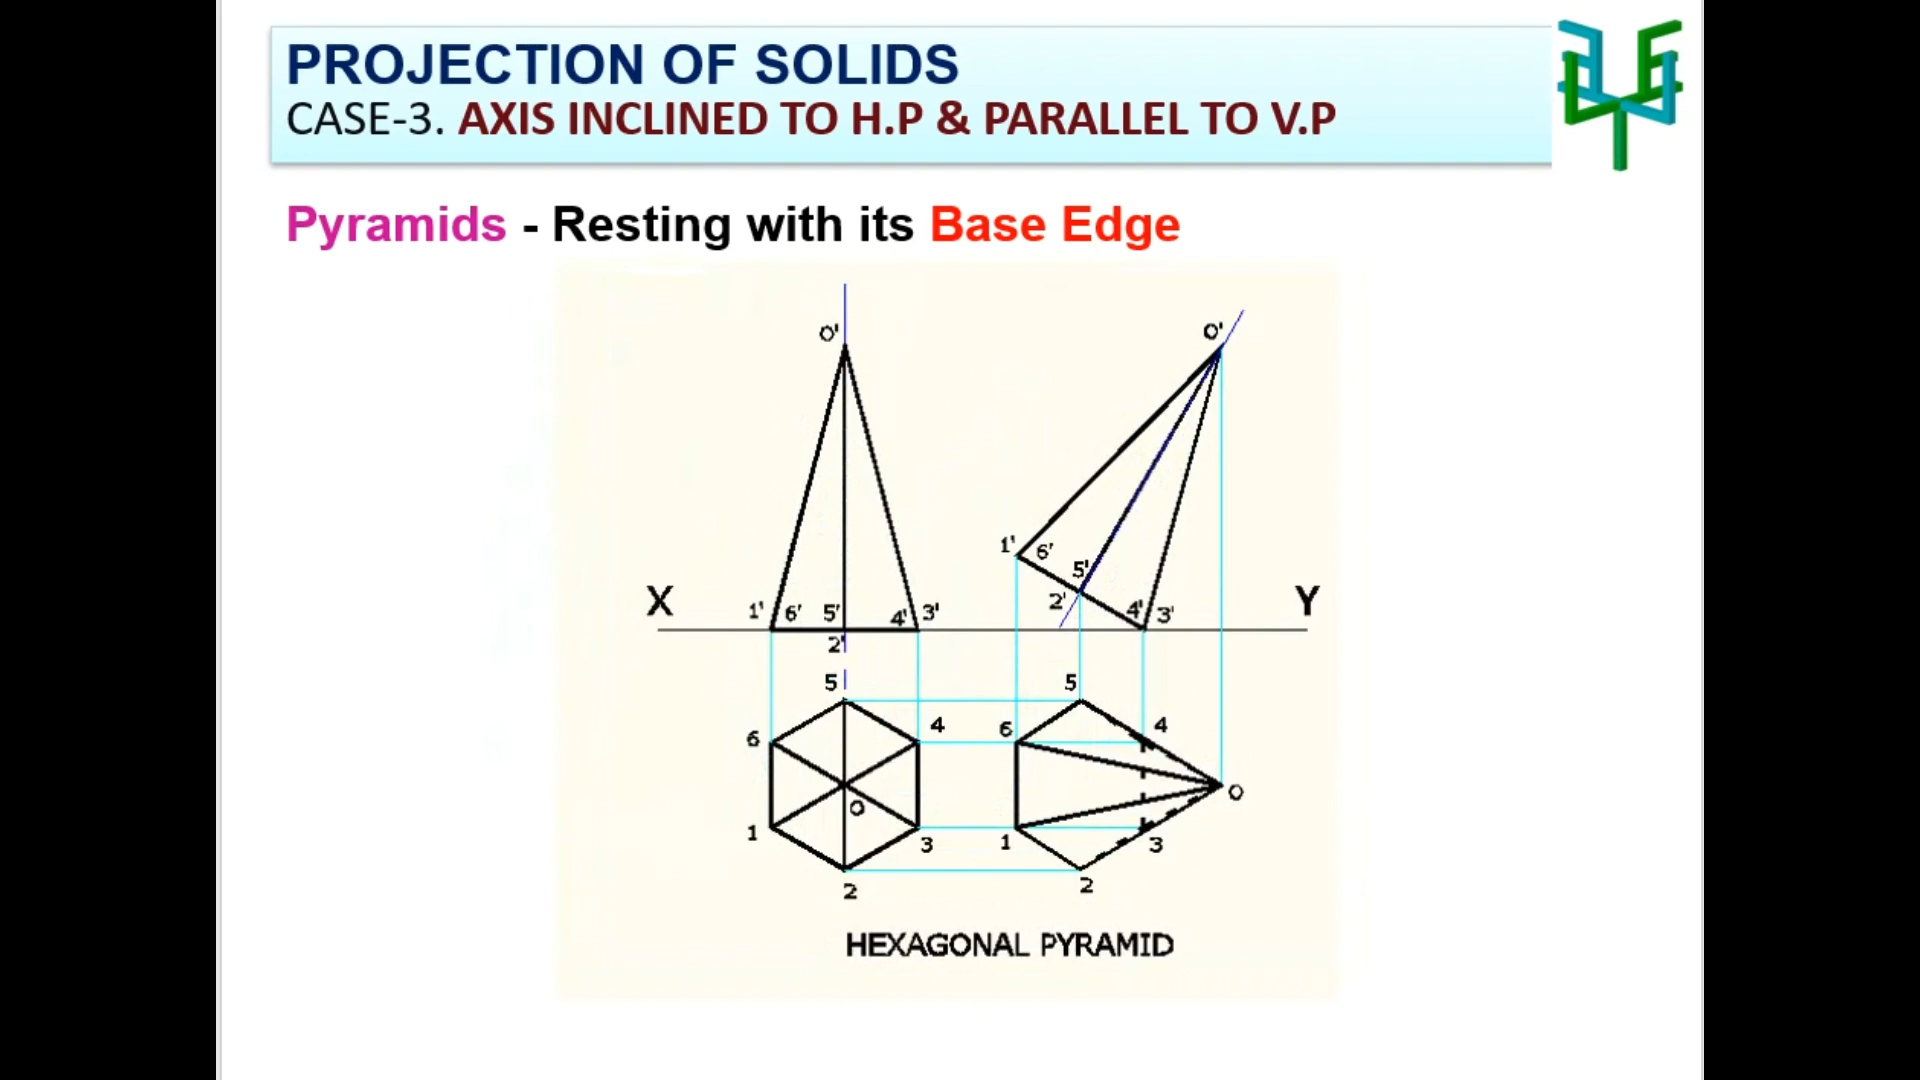 PROJECTION OF SOLIDS
CASE-3. AXIS INCLINED TO H.P & PARALLEL TO V.P
Pyramids - Resting with its Base Edge
O' O'
1' 6' 5'
X 2' 4' 3' Y
1' 6' 5' 4' 3'
2'
5 5
6 4 6 4
O O
1 3 1 3
2 2
HEXAGONAL PYRAMID